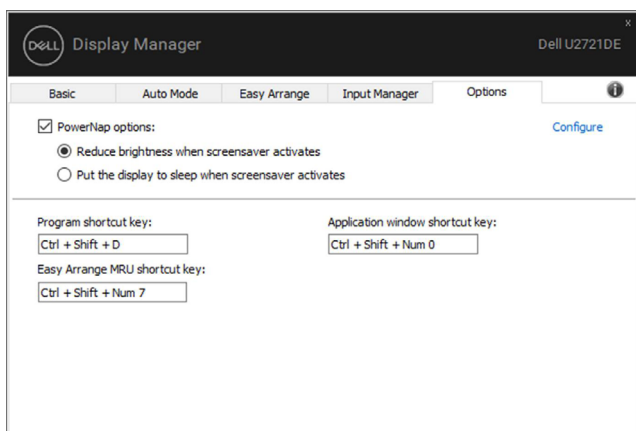 x
DELL Display Manager Dell U2721DE
Basic Auto Mode Easy Arrange Input Manager Options i
PowerNap options: Configure
Reduce brightness when screensaver activates
Put the display to sleep when screensaver activates
Program shortcut key: Application window shortcut key:
Ctrl + Shift + D Ctrl + Shift + Num 0
Easy Arrange MRU shortcut key:
Ctrl + Shift + Num 7